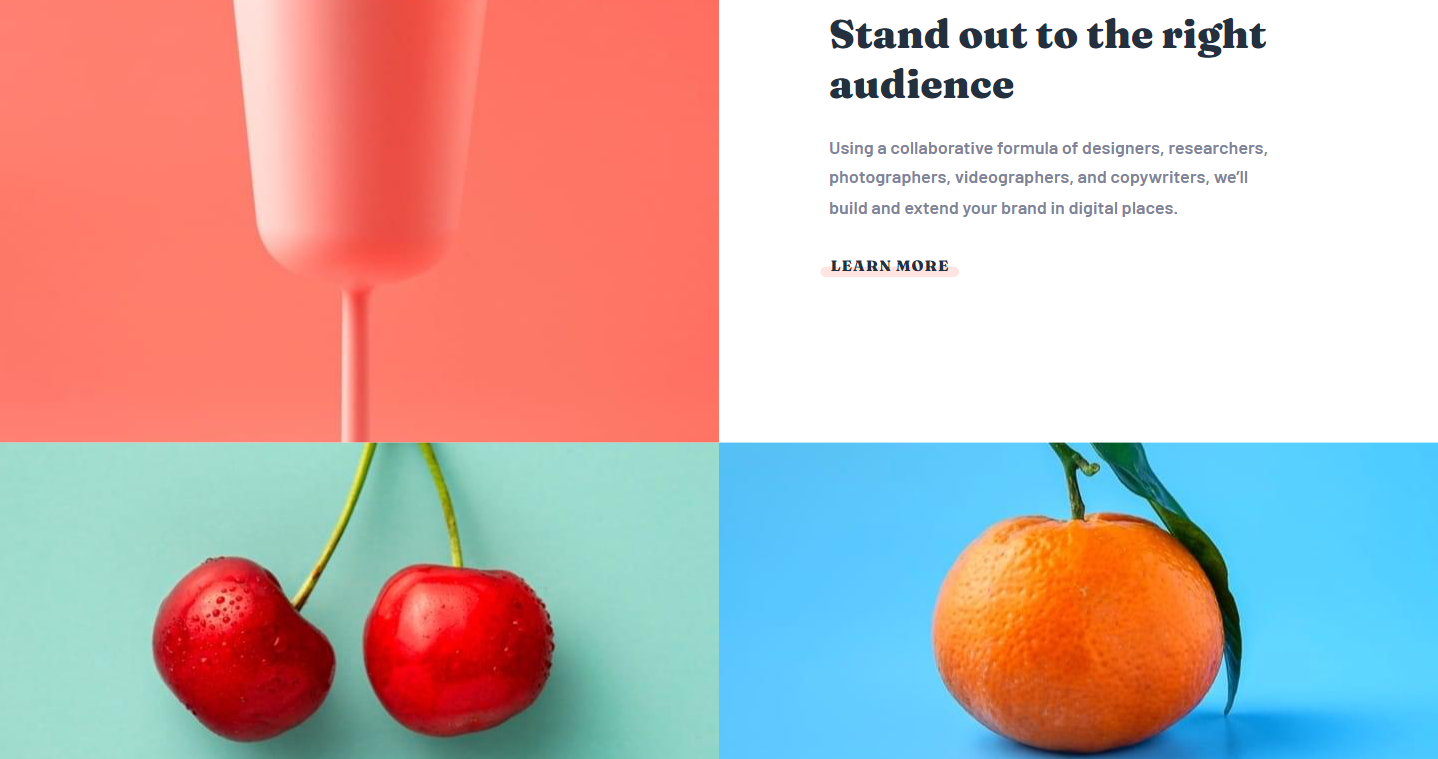 Stand out to the right
audience
Using a collaborative formula of designers, researchers,
photographers, videographers, and copywriters, we’ll
build and extend your brand in digital places.
LEARN MORE